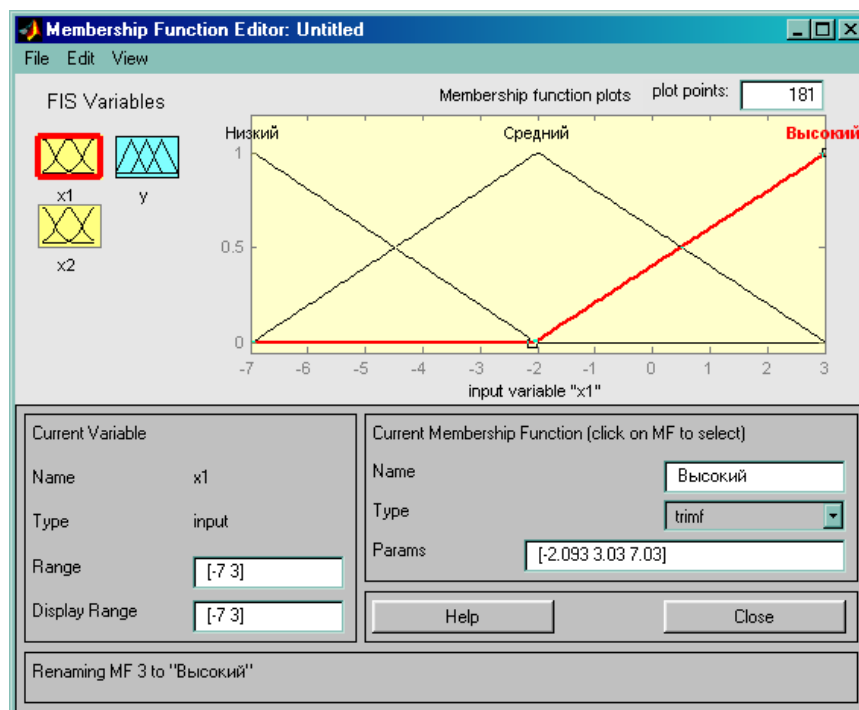 Membership Function Editor: Untitled
File Edit View
FIS Variables
Membership function plots plot points: 181
x1
y
x2
Низкий Средний Высокий
1
0.5
0
-7 -6 -5 -4 -3 -2 -1 0 1 2 3
input variable "x1"
Current Variable
Name x1
Type input
Range [-7 3]
Display Range [-7 3]
Current Membership Function (click on MF to select)
Name Высокий
Type trimf
Params [-2.093 3.03 7.03]
Help Close
Renaming MF 3 to "Высокий"